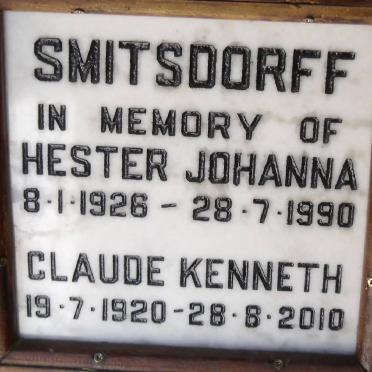 SMITSDORFF
IN MEMORY OF
HESTER JOHANNA
8·1·1926 - 28·7·1990
CLAUDE KENNETH
19·7·1920 - 28·8·2010